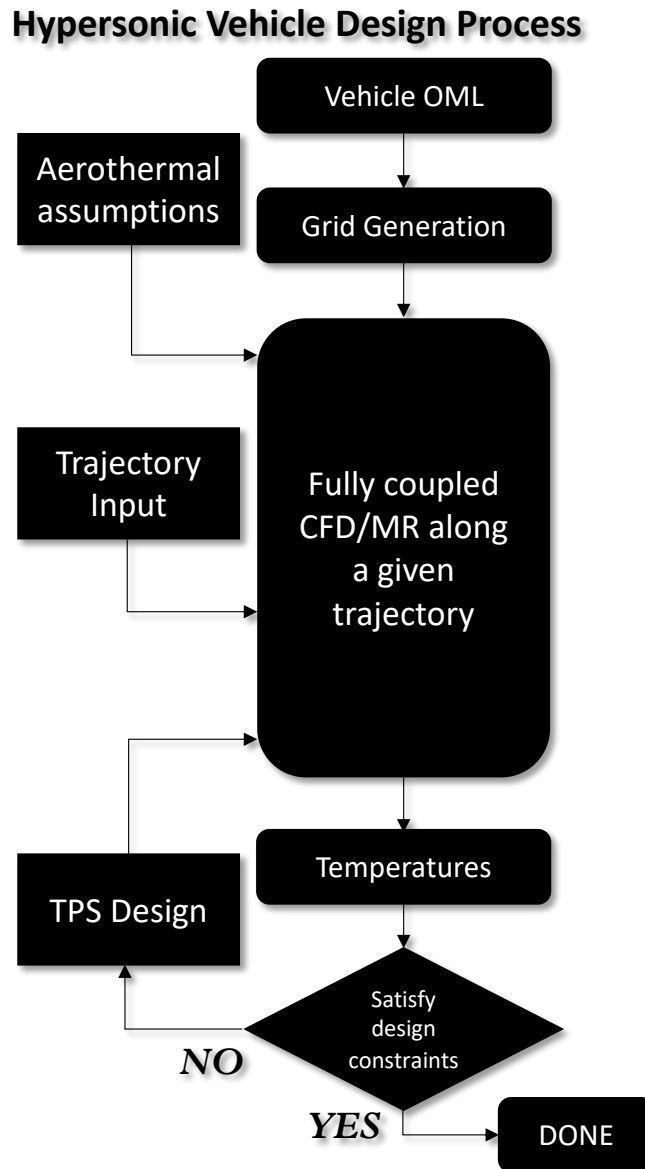 Hypersonic Vehicle Design Process
Vehicle OML
Aerothermal
assumptions
Grid Generation
Trajectory
Input
Fully coupled
CFD/MR along
a given
trajectory
Temperatures
TPS Design
Satisfy
design
constraints
NO
YES
DONE